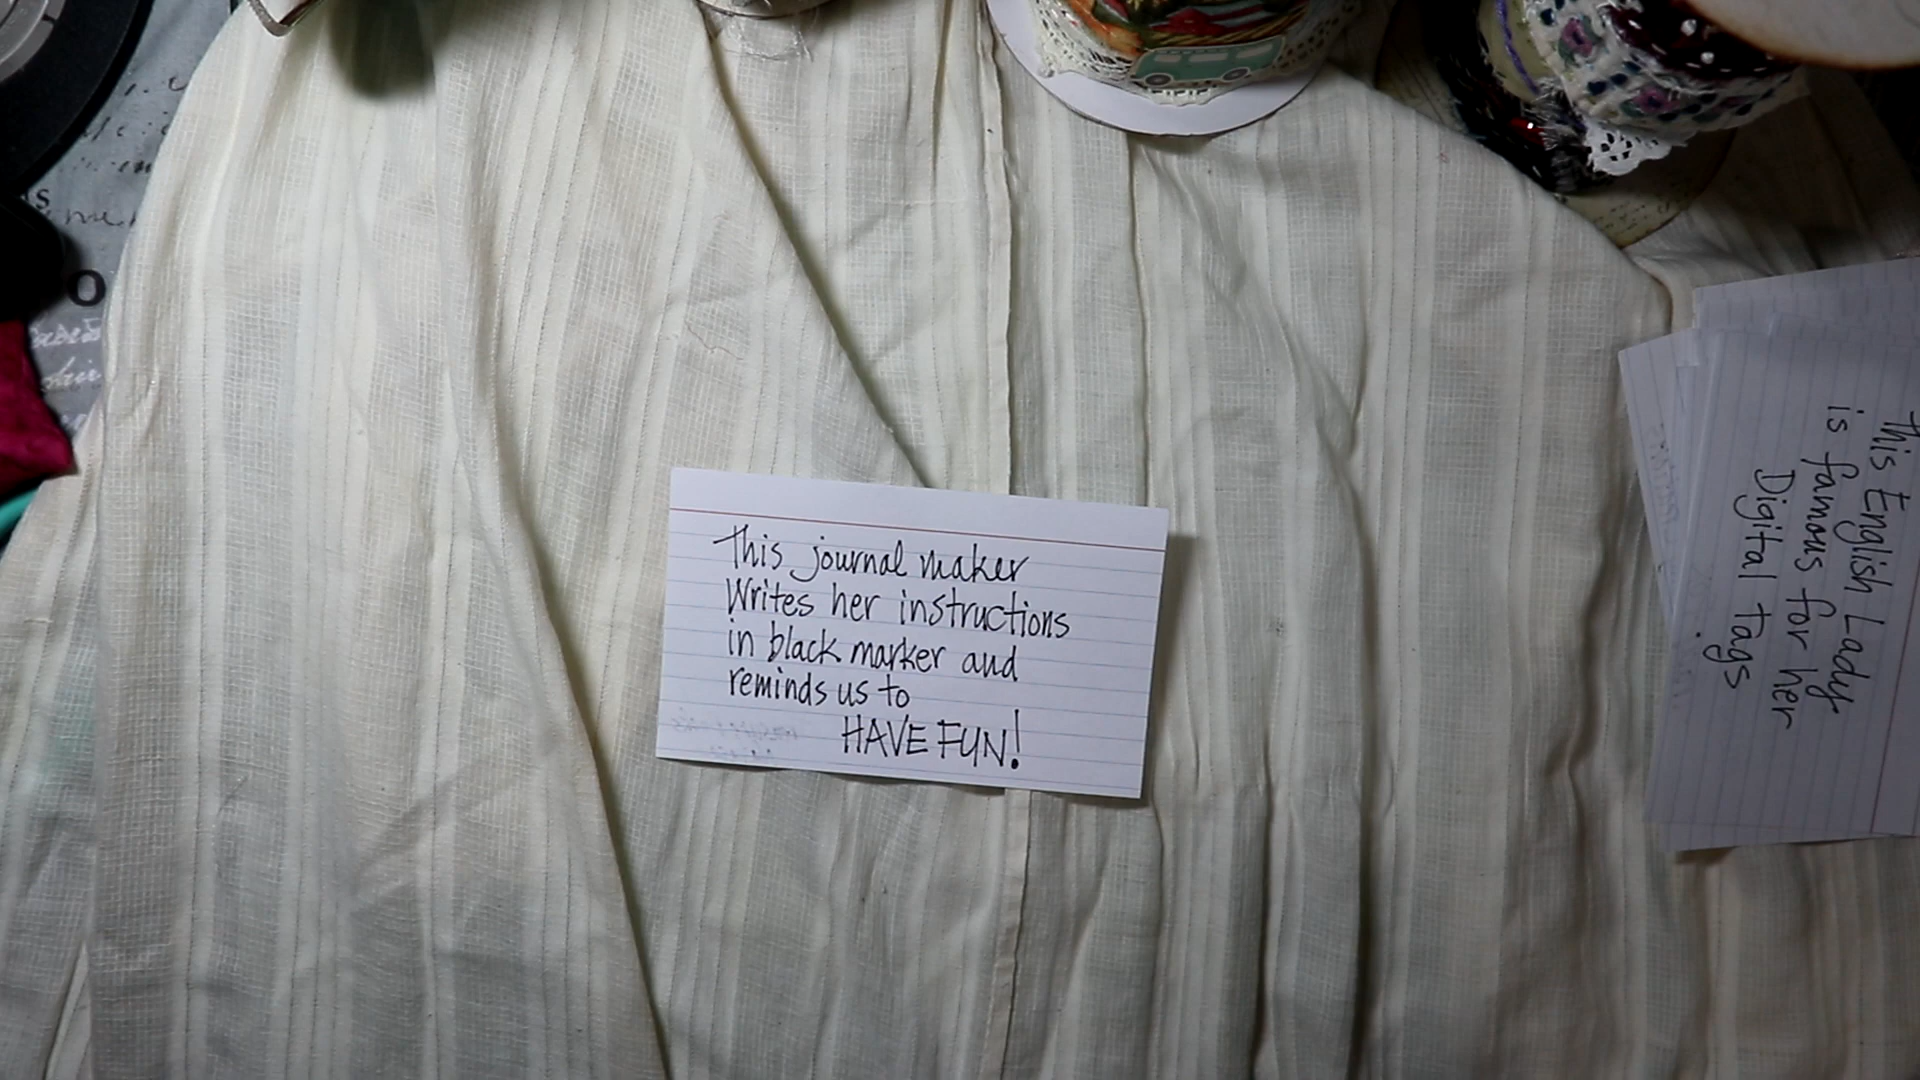 This journal maker
Writes her instructions
in black marker and
reminds us to
HAVE FUN!
This English Lady
is famous for her
Digital Tags